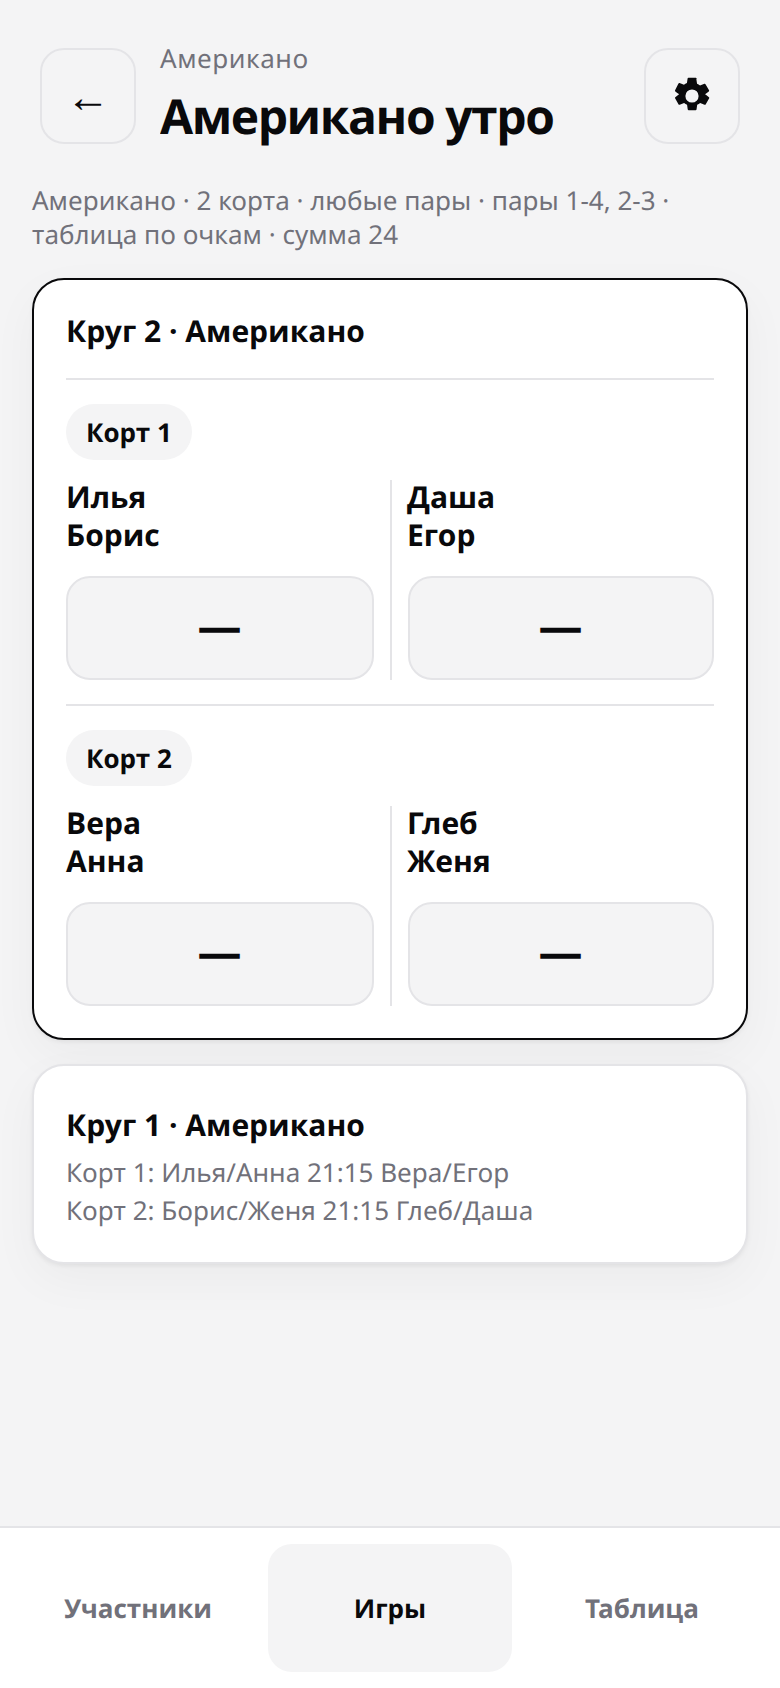 ←
Американо
Американо утро
Американо · 2 корта · любые пары · пары 1-4, 2-3 ·
таблица по очкам · сумма 24
Круг 2 · Американо
Корт 1
Илья
Борис
—
Даша
Егор
—
Корт 2
Вера
Анна
—
Глеб
Женя
—
Круг 1 · Американо
Корт 1: Илья/Анна 21:15 Вера/Егор
Корт 2: Борис/Женя 21:15 Глеб/Даша
Участники
Игры
Таблица